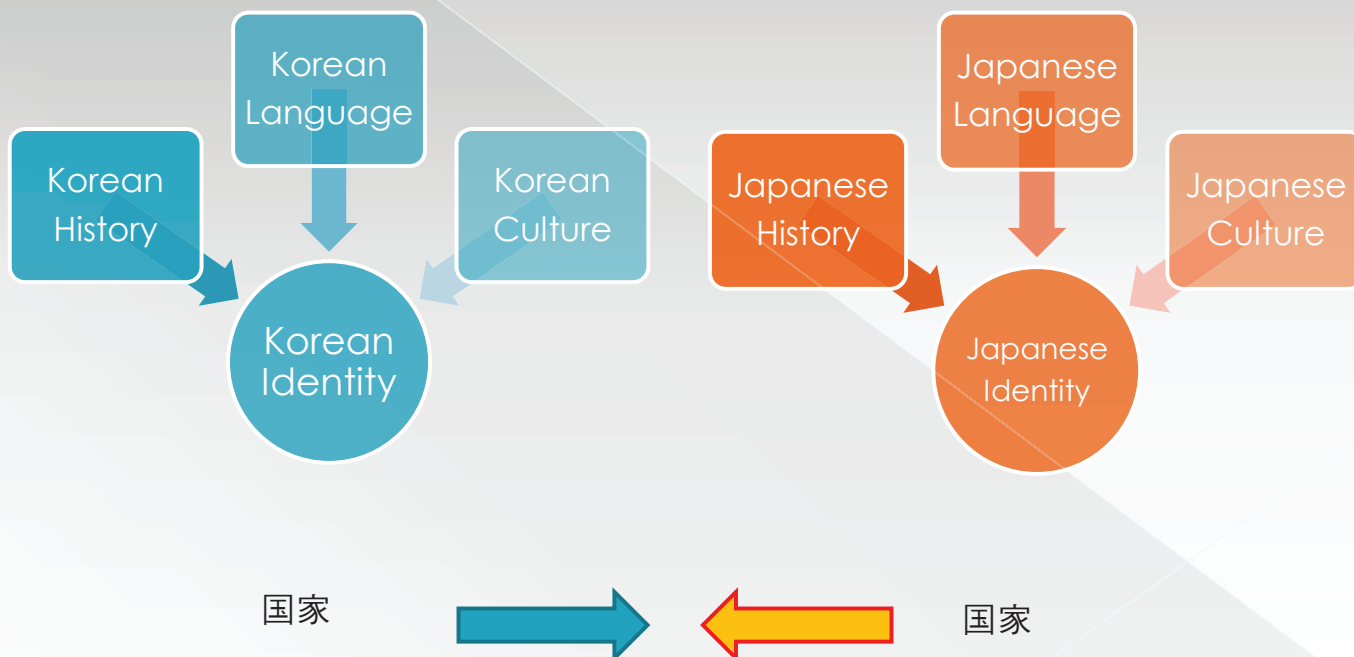 Korean
Language
Korean
History
Korean
Culture
Korean
Identity
Japanese
Language
Japanese
History
Japanese
Culture
Japanese
Identity
国家
国家